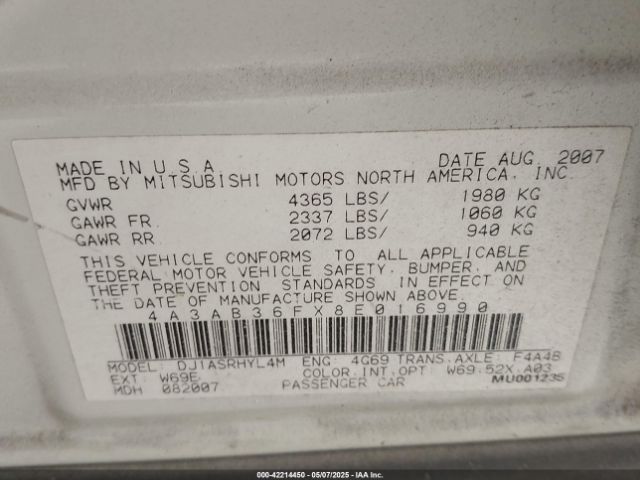 MADE IN U.S.A. DATE AUG. 2007
MFD BY MITSUBISHI MOTORS NORTH AMERICA, INC.
GVWR 4365 LBS/ 1980 KG
GAWR FR. 2337 LBS/ 1060 KG
GAWR RR. 2072 LBS/ 940 KG
THIS VEHICLE CONFORMS TO ALL APPLICABLE
FEDERAL MOTOR VEHICLE SAFETY, BUMPER, AND
THEFT PREVENTION STANDARDS IN EFFECT ON
THE DATE OF MANUFACTURE SHOWN ABOVE.
4A3AB36FX8E016990
MODEL: DJ1ASRHYL4M ENG 4G69 TRANS.AXLE: F4A4B
EXT: W69E COLOR.INT.OPT W69.52X.A03
MDH 082007 PASSENGER CAR MU001235
000-42214450 - 05/07/2025 - IAA Inc.